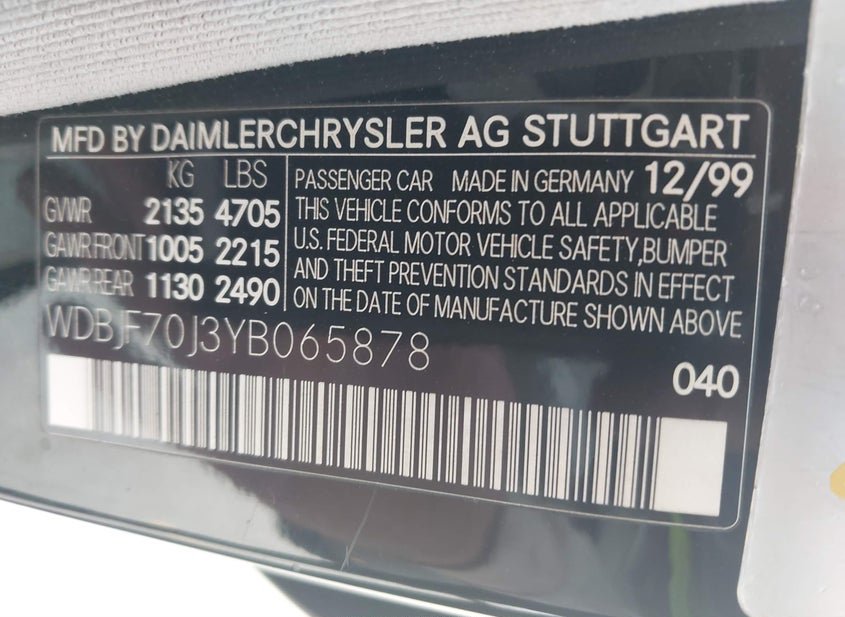 MFD BY DAIMLERCHRYSLER AG STUTTGART
KG LBS
GVWR 2135 4705
GAWR FRONT 1005 2215
GAWR REAR 1130 2490
PASSENGER CAR MADE IN GERMANY 12/99
THIS VEHICLE CONFORMS TO ALL APPLICABLE
U.S. FEDERAL MOTOR VEHICLE SAFETY,BUMPER
AND THEFT PREVENTION STANDARDS IN EFFECT
ON THE DATE OF MANUFACTURE SHOWN ABOVE
WDBJF70J3YB065878
040